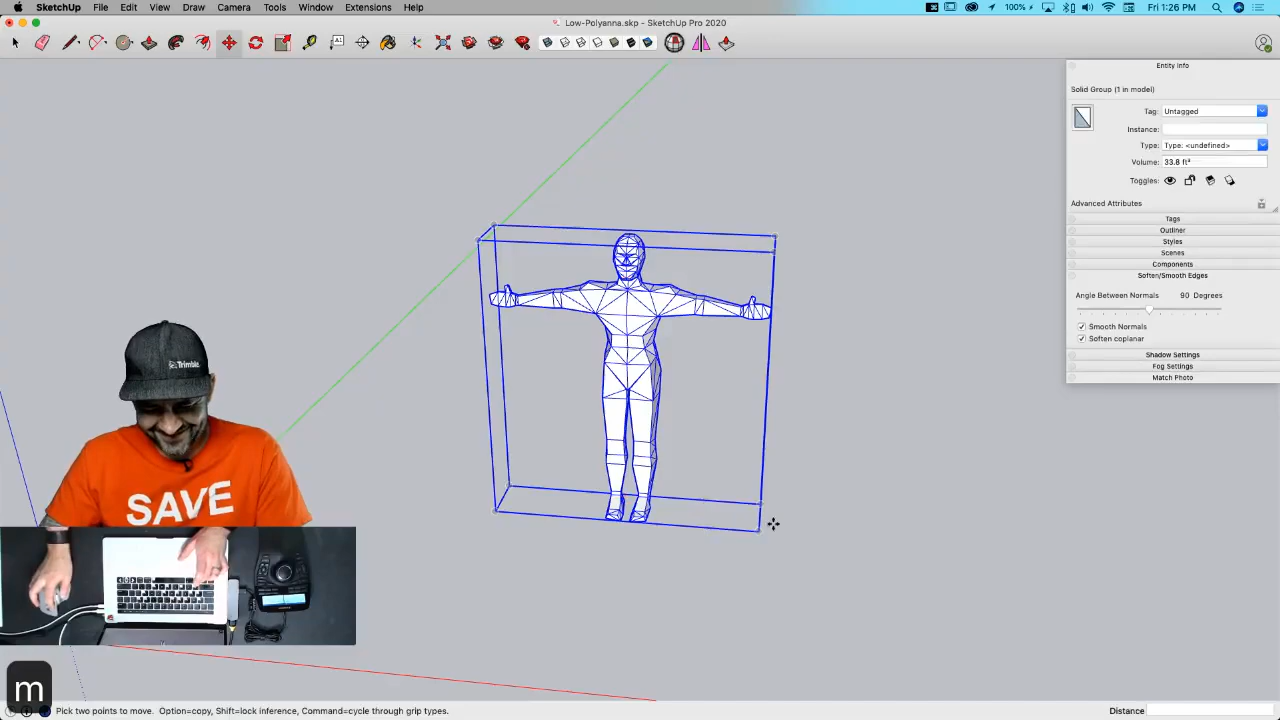 SketchUp File Edit View Draw Camera Tools Window Extensions Help
100% Fri 1:26 PM
Low-Polyanna.skp - SketchUp Pro 2020
Entity Info
Solid Group (1 in model)
Tag: Untagged
Instance:
Type: Type: <undefined>
Volume: 33.8 ft³
Toggles:
Advanced Attributes
Tags
Outliner
Styles
Scenes
Components
Soften/Smooth Edges
Angle Between Normals 90 Degrees
Smooth Normals
Soften coplanar
Shadow Settings
Fog Settings
Match Photo
Trimble.
SAVE
m
Pick two points to move. Option=copy, Shift=lock inference, Command=cycle through grip types.
Distance